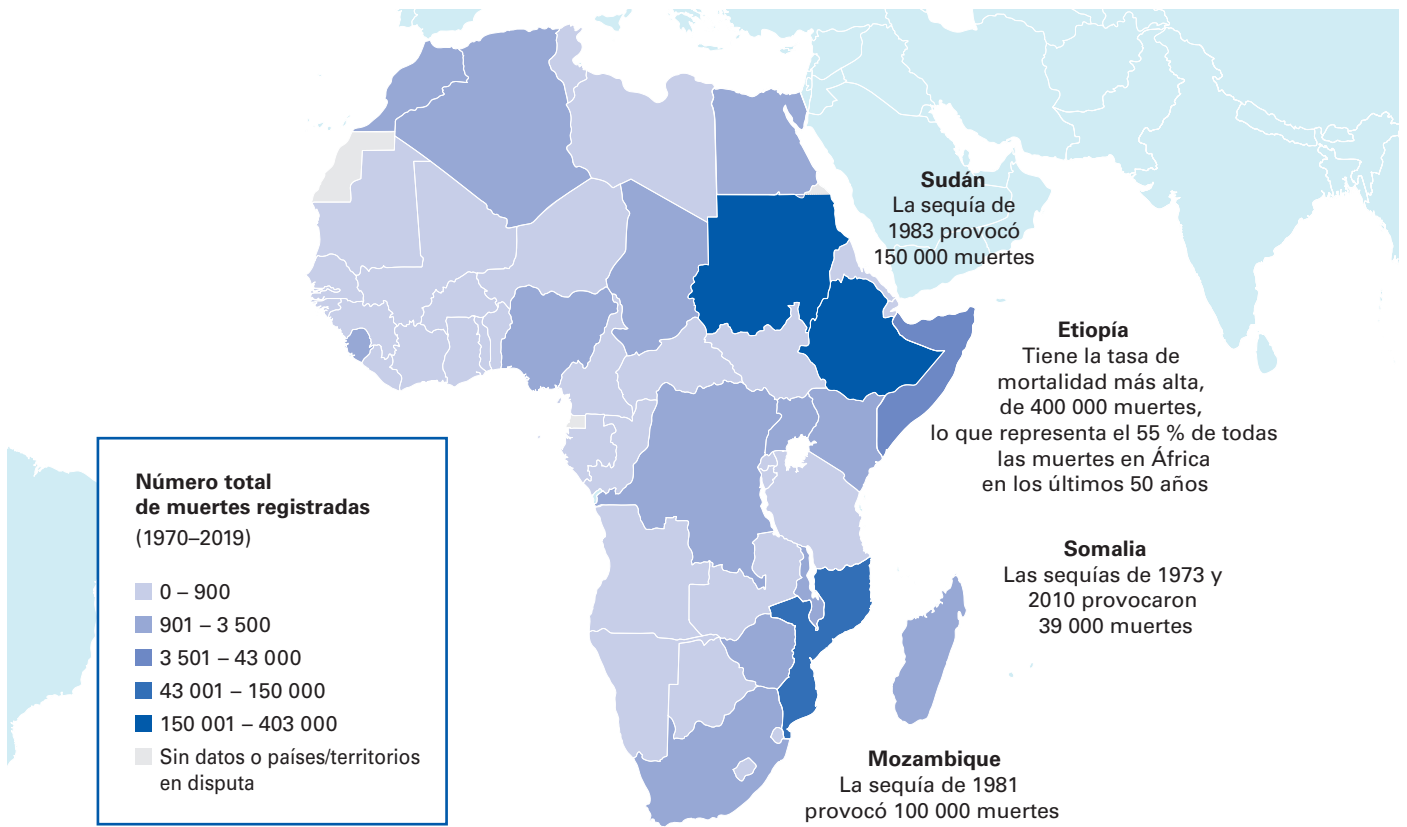 Sudán
La sequía de
1983 provocó
150 000 muertes
Etiopía
Tiene la tasa de
mortalidad más alta,
de 400 000 muertes,
lo que representa el 55 % de todas
las muertes en África
en los últimos 50 años
Somalia
Las sequías de 1973 y
2010 provocaron
39 000 muertes
Mozambique
La sequía de 1981
provocó 100 000 muertes
Número total
de muertes registradas
(1970–2019)
0 – 900
901 – 3 500
3 501 – 43 000
43 001 – 150 000
150 001 – 403 000
Sin datos o países/territorios
en disputa